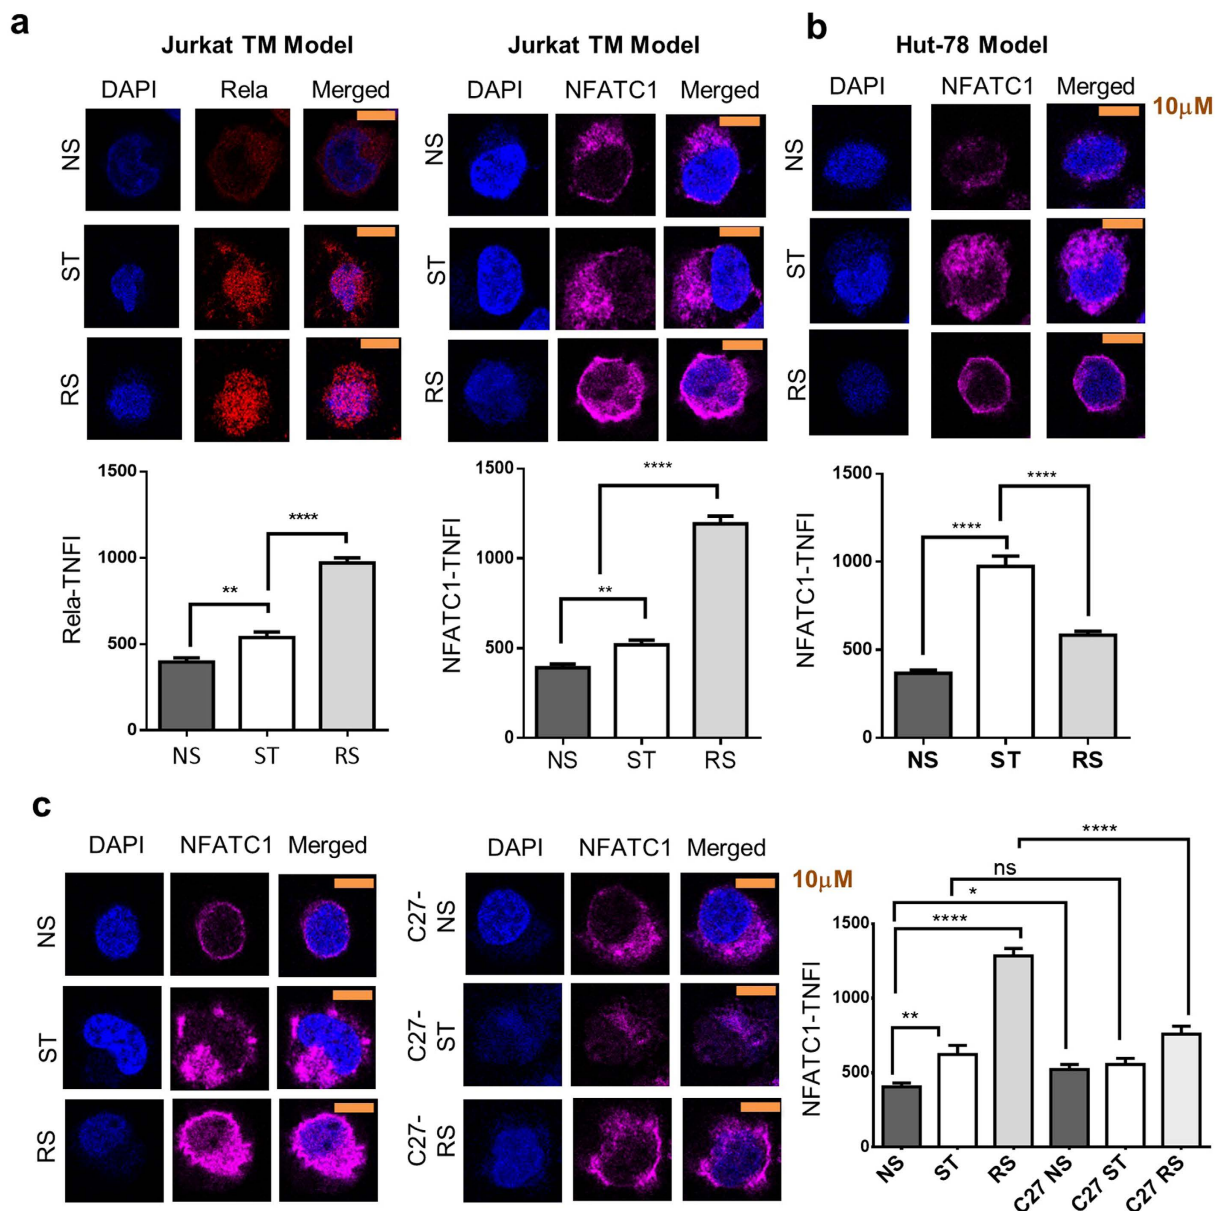 a
b
Jurkat TM Model
Jurkat TM Model
Hut-78 Model
DAPI Rela Merged
DAPI NFATC1 Merged
DAPI NFATC1 Merged
10μM
NS
ST
RS
NS
ST
RS
NS
ST
RS
Rela-TNFI
1500
1000
500
0
**
****
NS ST RS
NFATC1-TNFI
1500
1000
500
0
**
****
NS ST RS
NFATC1-TNFI
1500
1000
500
0
****
****
NS ST RS
c
DAPI NFATC1 Merged
NS
ST
RS
DAPI NFATC1 Merged
C27-
NS
C27-
ST
C27-
RS
10μM
NFATC1-TNFI
1500
1000
500
0
****
ns
*
****
**
NS ST RS C27 NS C27 ST C27 RS